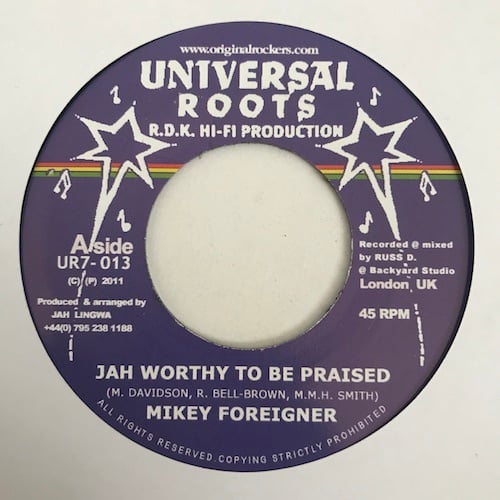 www.originalrockers.com
UNIVERSAL
ROOTS
R.D.K. HI-FI PRODUCTION
A side
UR7-013
(C) (P) 2011
Produced & arranged by
JAH LINGWA
+44(0) 795 238 1188
Recorded @ mixed
by RUSS D.
@ Backyard Studio
London, UK
45 RPM
JAH WORTHY TO BE PRAISED
(M. DAVIDSON, R. BELL-BROWN, M.M.H. SMITH)
MIKEY FOREIGNER
ALL RIGHTS RESERVED COPYING STRICTLY PROHIBITED